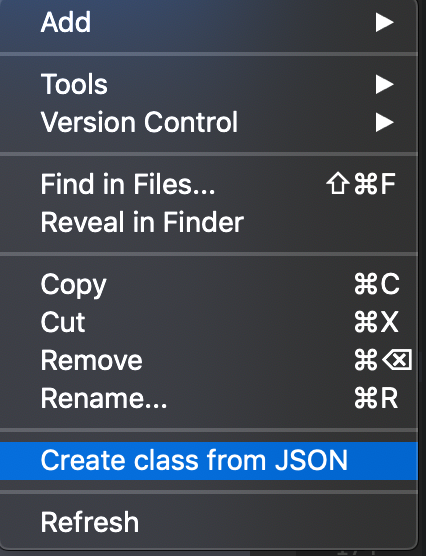 Add ▶
Tools ▶
Version Control ▶
Find in Files... ⇧⌘F
Reveal in Finder
Copy ⌘C
Cut ⌘X
Remove ⌘⌫
Rename... ⌘R
Create class from JSON
Refresh